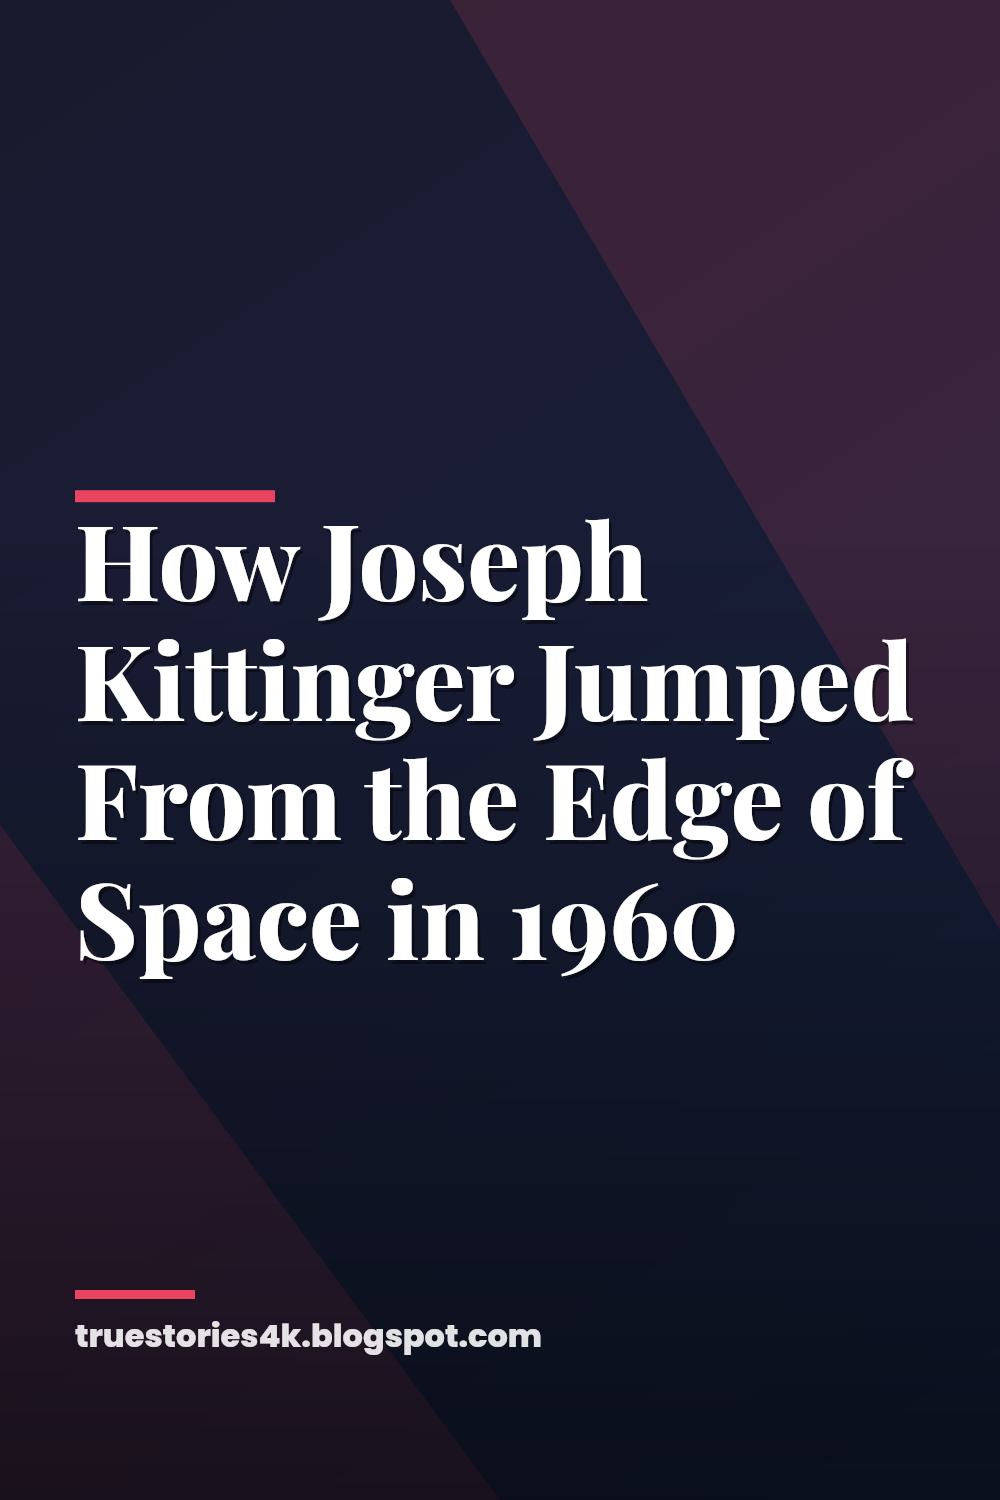 How Joseph
Kittinger Jumped
From the Edge of
Space in 1960
truestories4k.blogspot.com